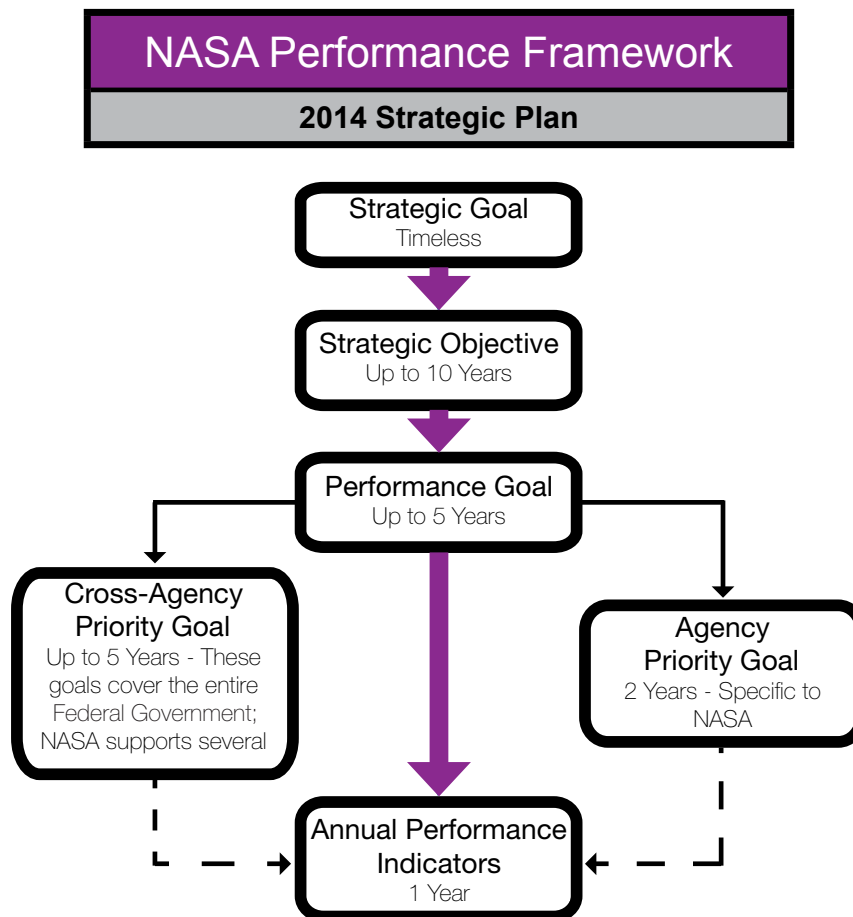 NASA Performance Framework
2014 Strategic Plan
Strategic Goal
Timeless
Strategic Objective
Up to 10 Years
Performance Goal
Up to 5 Years
Cross-Agency
Priority Goal
Up to 5 Years - These
goals cover the entire
Federal Government;
NASA supports several
Agency
Priority Goal
2 Years - Specific to
NASA
Annual Performance
Indicators
1 Year